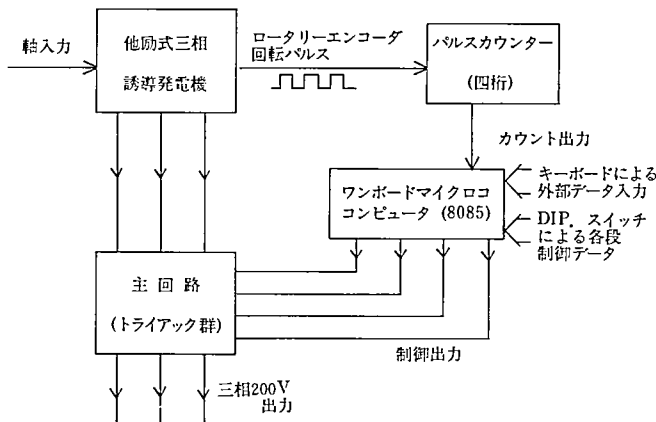 軸入力
他励式三相
誘導発電機
ロータリーエンコーダ
回転パルス
パルスカウンター
(四桁)
カウント出力
ワンボードマイクロコ
コンピュータ (8085)
キーボードによる
外部データ入力
DIP. スイッチ
による各段
制御データ
主回路
(トライアック群)
制御出力
三相200V
出力